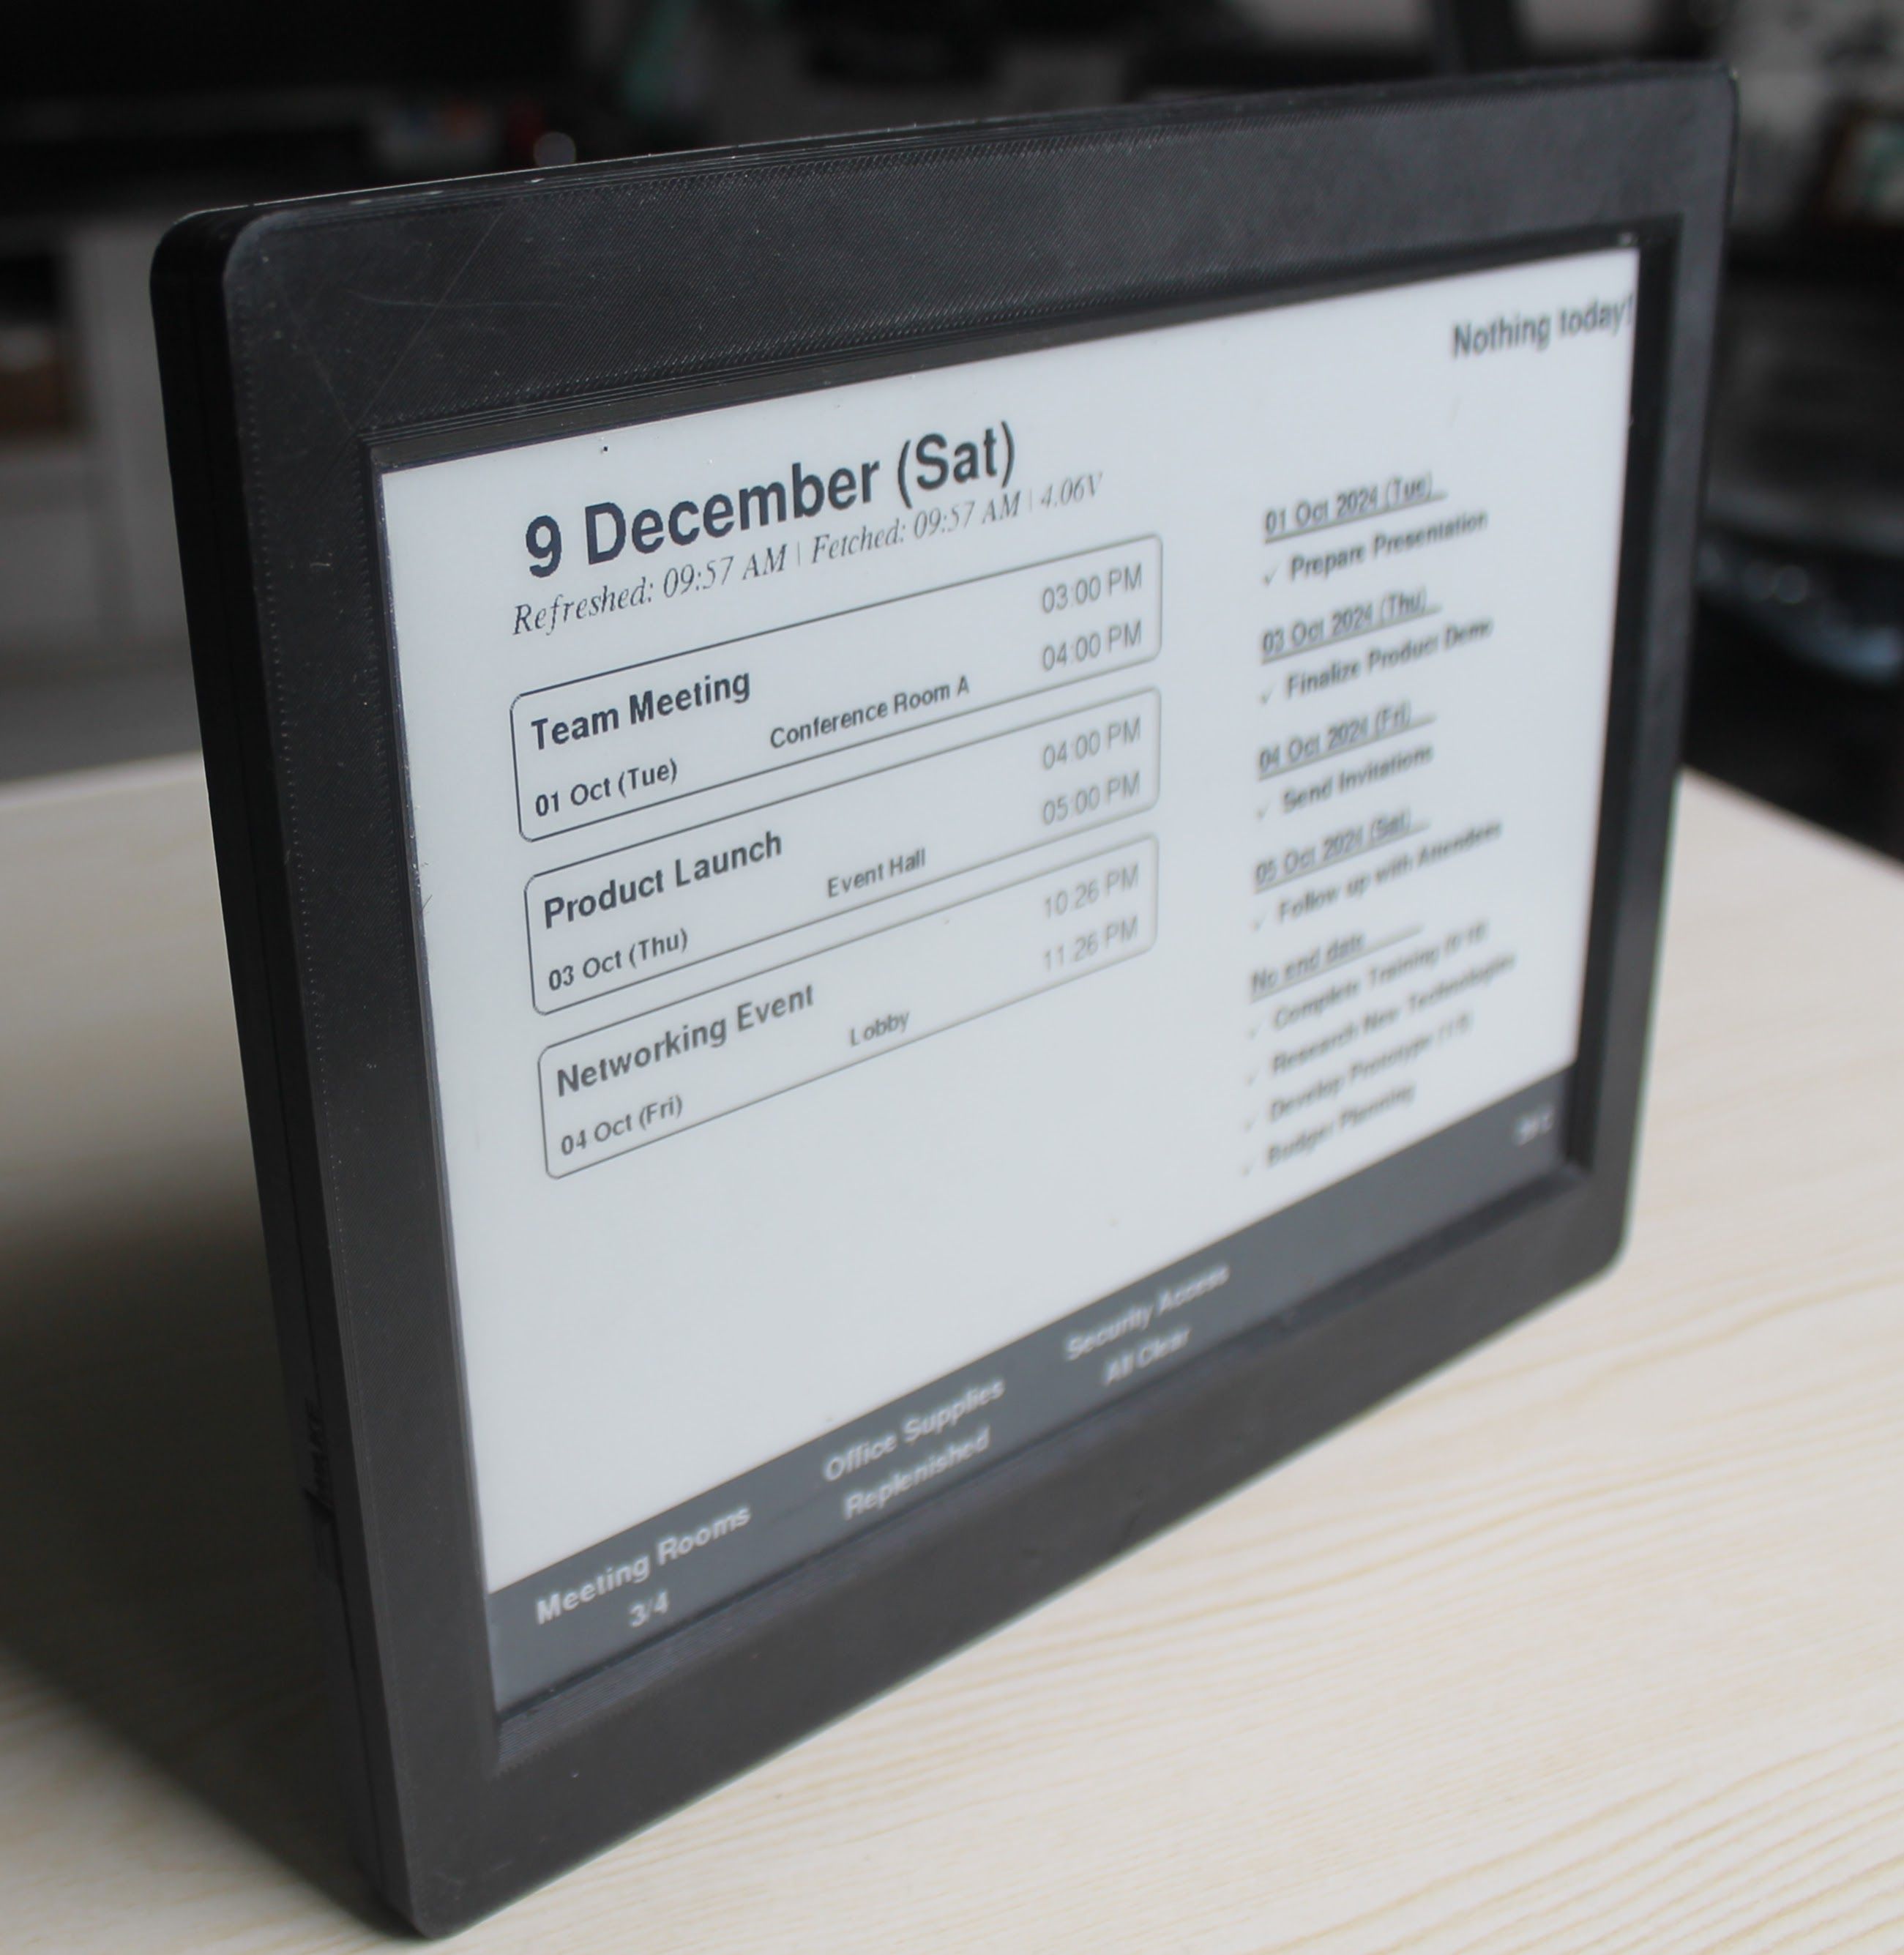 Nothing today!
9 December (Sat)
Refreshed: 09:57 AM | Fetched: 09:57 AM | 4.06V
Team Meeting
03:00 PM
01 Oct (Tue)
Conference Room A
04:00 PM
Product Launch
04:00 PM
03 Oct (Thu)
Event Hall
05:00 PM
Networking Event
10:26 PM
04 Oct (Fri)
Lobby
11:26 PM
01 Oct 2024 (Tue)
✓ Prepare Presentation
03 Oct 2024 (Thu)
✓ Finalize Product Demo
04 Oct 2024 (Fri)
✓ Send Invitations
05 Oct 2024 (Sat)
✓ Follow up with Attendees
No end date
✓ Complete Training
✓ Research New Technologies
✓ Develop Prototype
✓ Budget Planning
Meeting Rooms
3/4
Office Supplies
Replenished
Security Access
All Clear